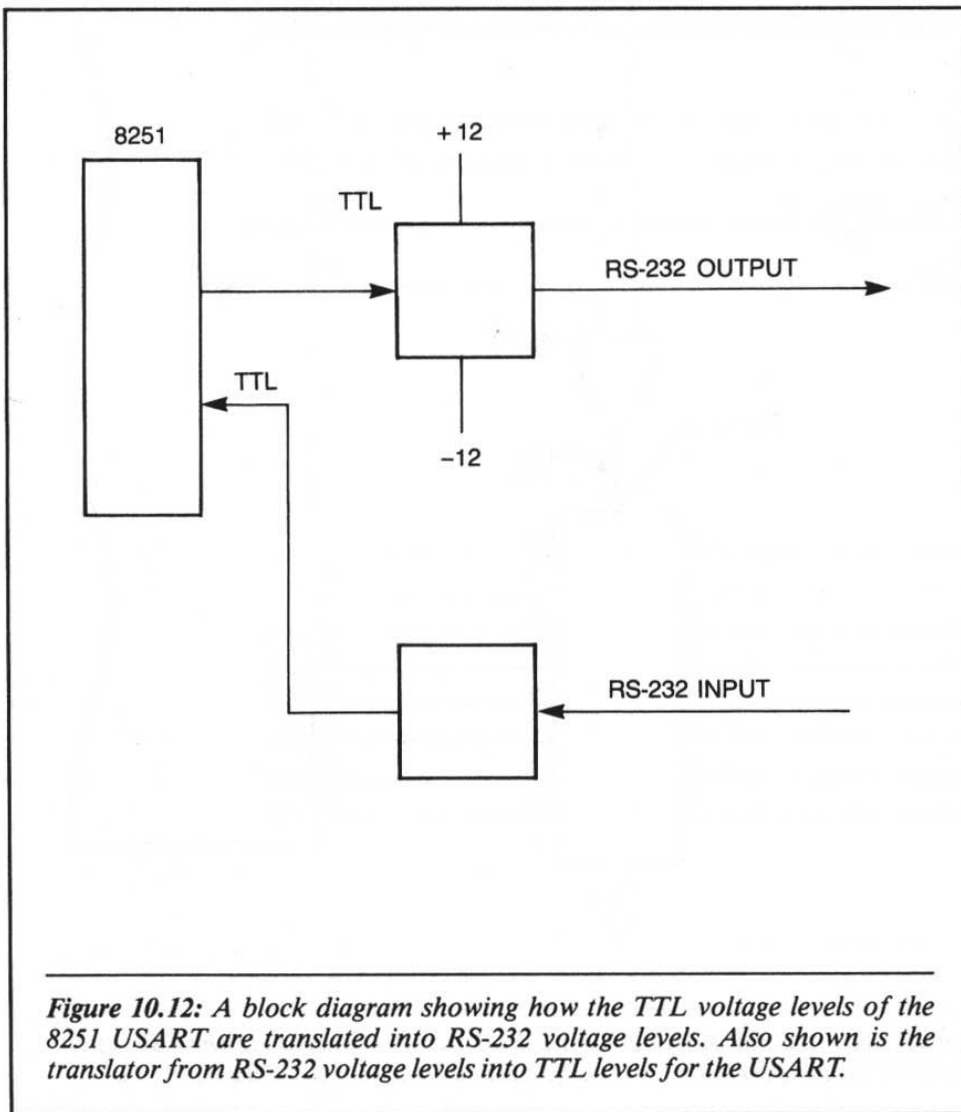 8251
+ 12
TTL
RS-232 OUTPUT
TTL
–12
RS-232 INPUT
Figure 10.12: A block diagram showing how the TTL voltage levels of the
8251 USART are translated into RS-232 voltage levels. Also shown is the
translator from RS-232 voltage levels into TTL levels for the USART.